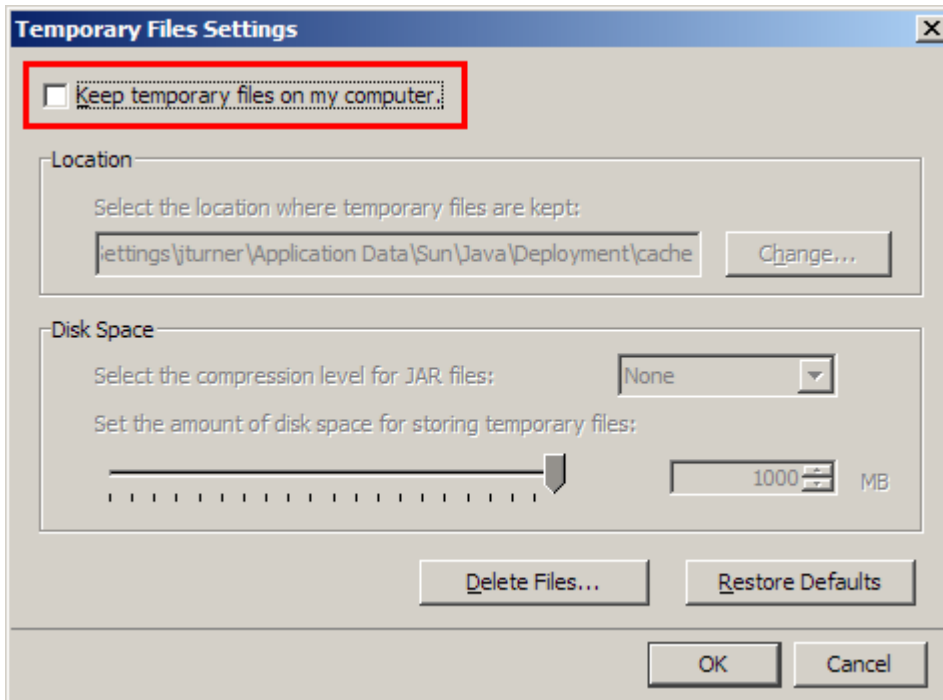 Temporary Files Settings
Keep temporary files on my computer.
Location
Select the location where temporary files are kept:
ettings\jturner\Application Data\Sun\Java\Deployment\cache
Change...
Disk Space
Select the compression level for JAR files:
None
Set the amount of disk space for storing temporary files:
1000
MB
Delete Files...
Restore Defaults
OK
Cancel